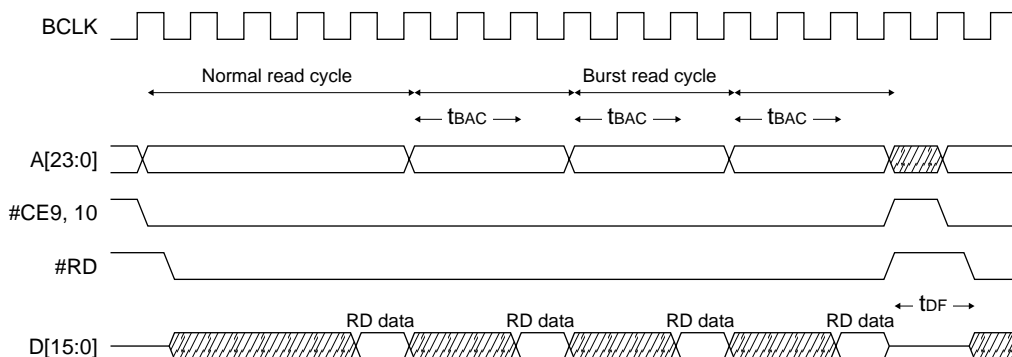 BCLK
Normal read cycle
Burst read cycle
tBAC
tBAC
tBAC
A[23:0]
#CE9, 10
#RD
tDF
RD data
RD data
RD data
RD data
D[15:0]